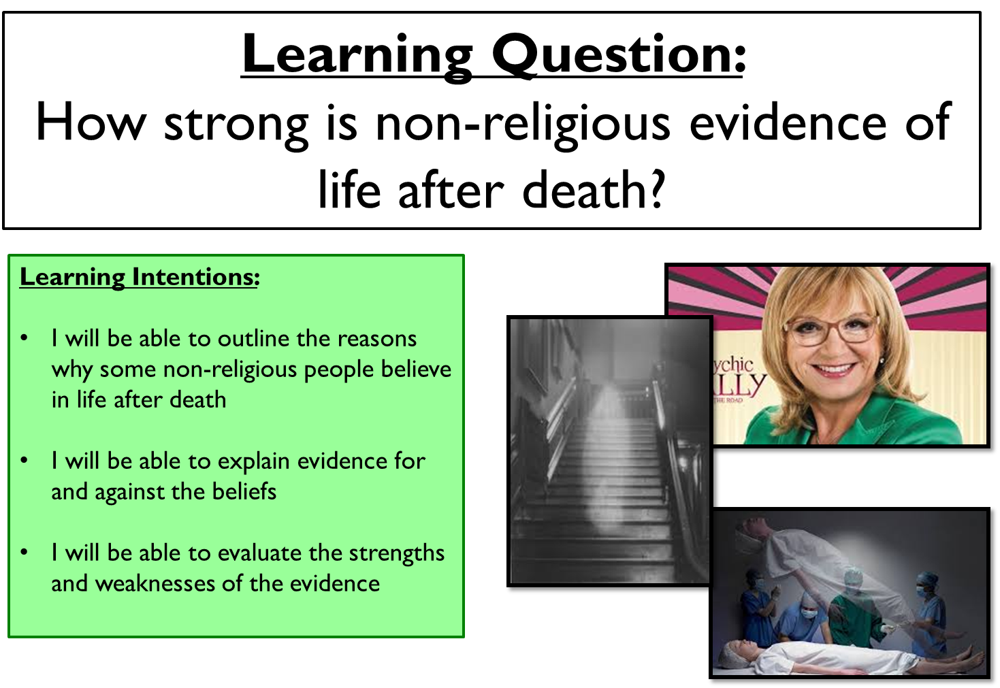 Learning Question:
How strong is non-religious evidence of
life after death?
Learning Intentions:
• I will be able to outline the reasons
why some non-religious people believe
in life after death
• I will be able to explain evidence for
and against the beliefs
• I will be able to evaluate the strengths
and weaknesses of the evidence
ychic
ALLY
THE ROAD